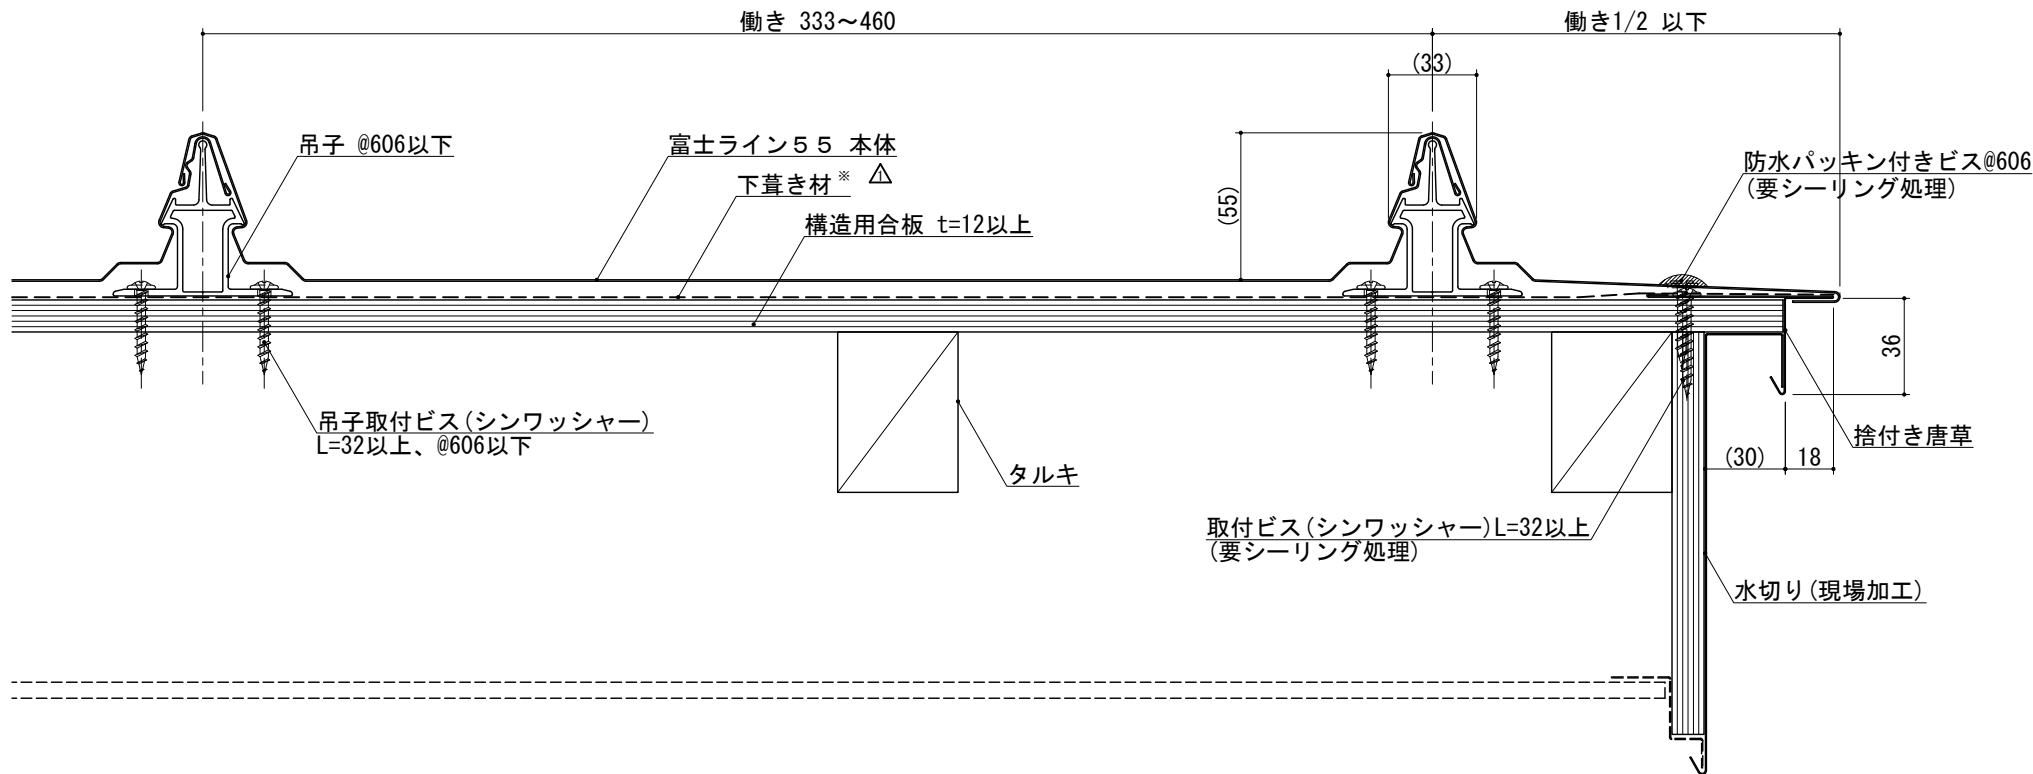 働き 333～460
働き1/2 以下
(33)
吊子 @606以下
富士ライン５５ 本体
下葺き材※ 1
構造用合板 t=12以上
(55)
防水パッキン付きビス@606
(要シーリング処理)
36
吊子取付ビス(シンワッシャー)
L=32以上、@606以下
タルキ
捨付き唐草
(30)
18
取付ビス(シンワッシャー)L=32以上
(要シーリング処理)
水切り(現場加工)